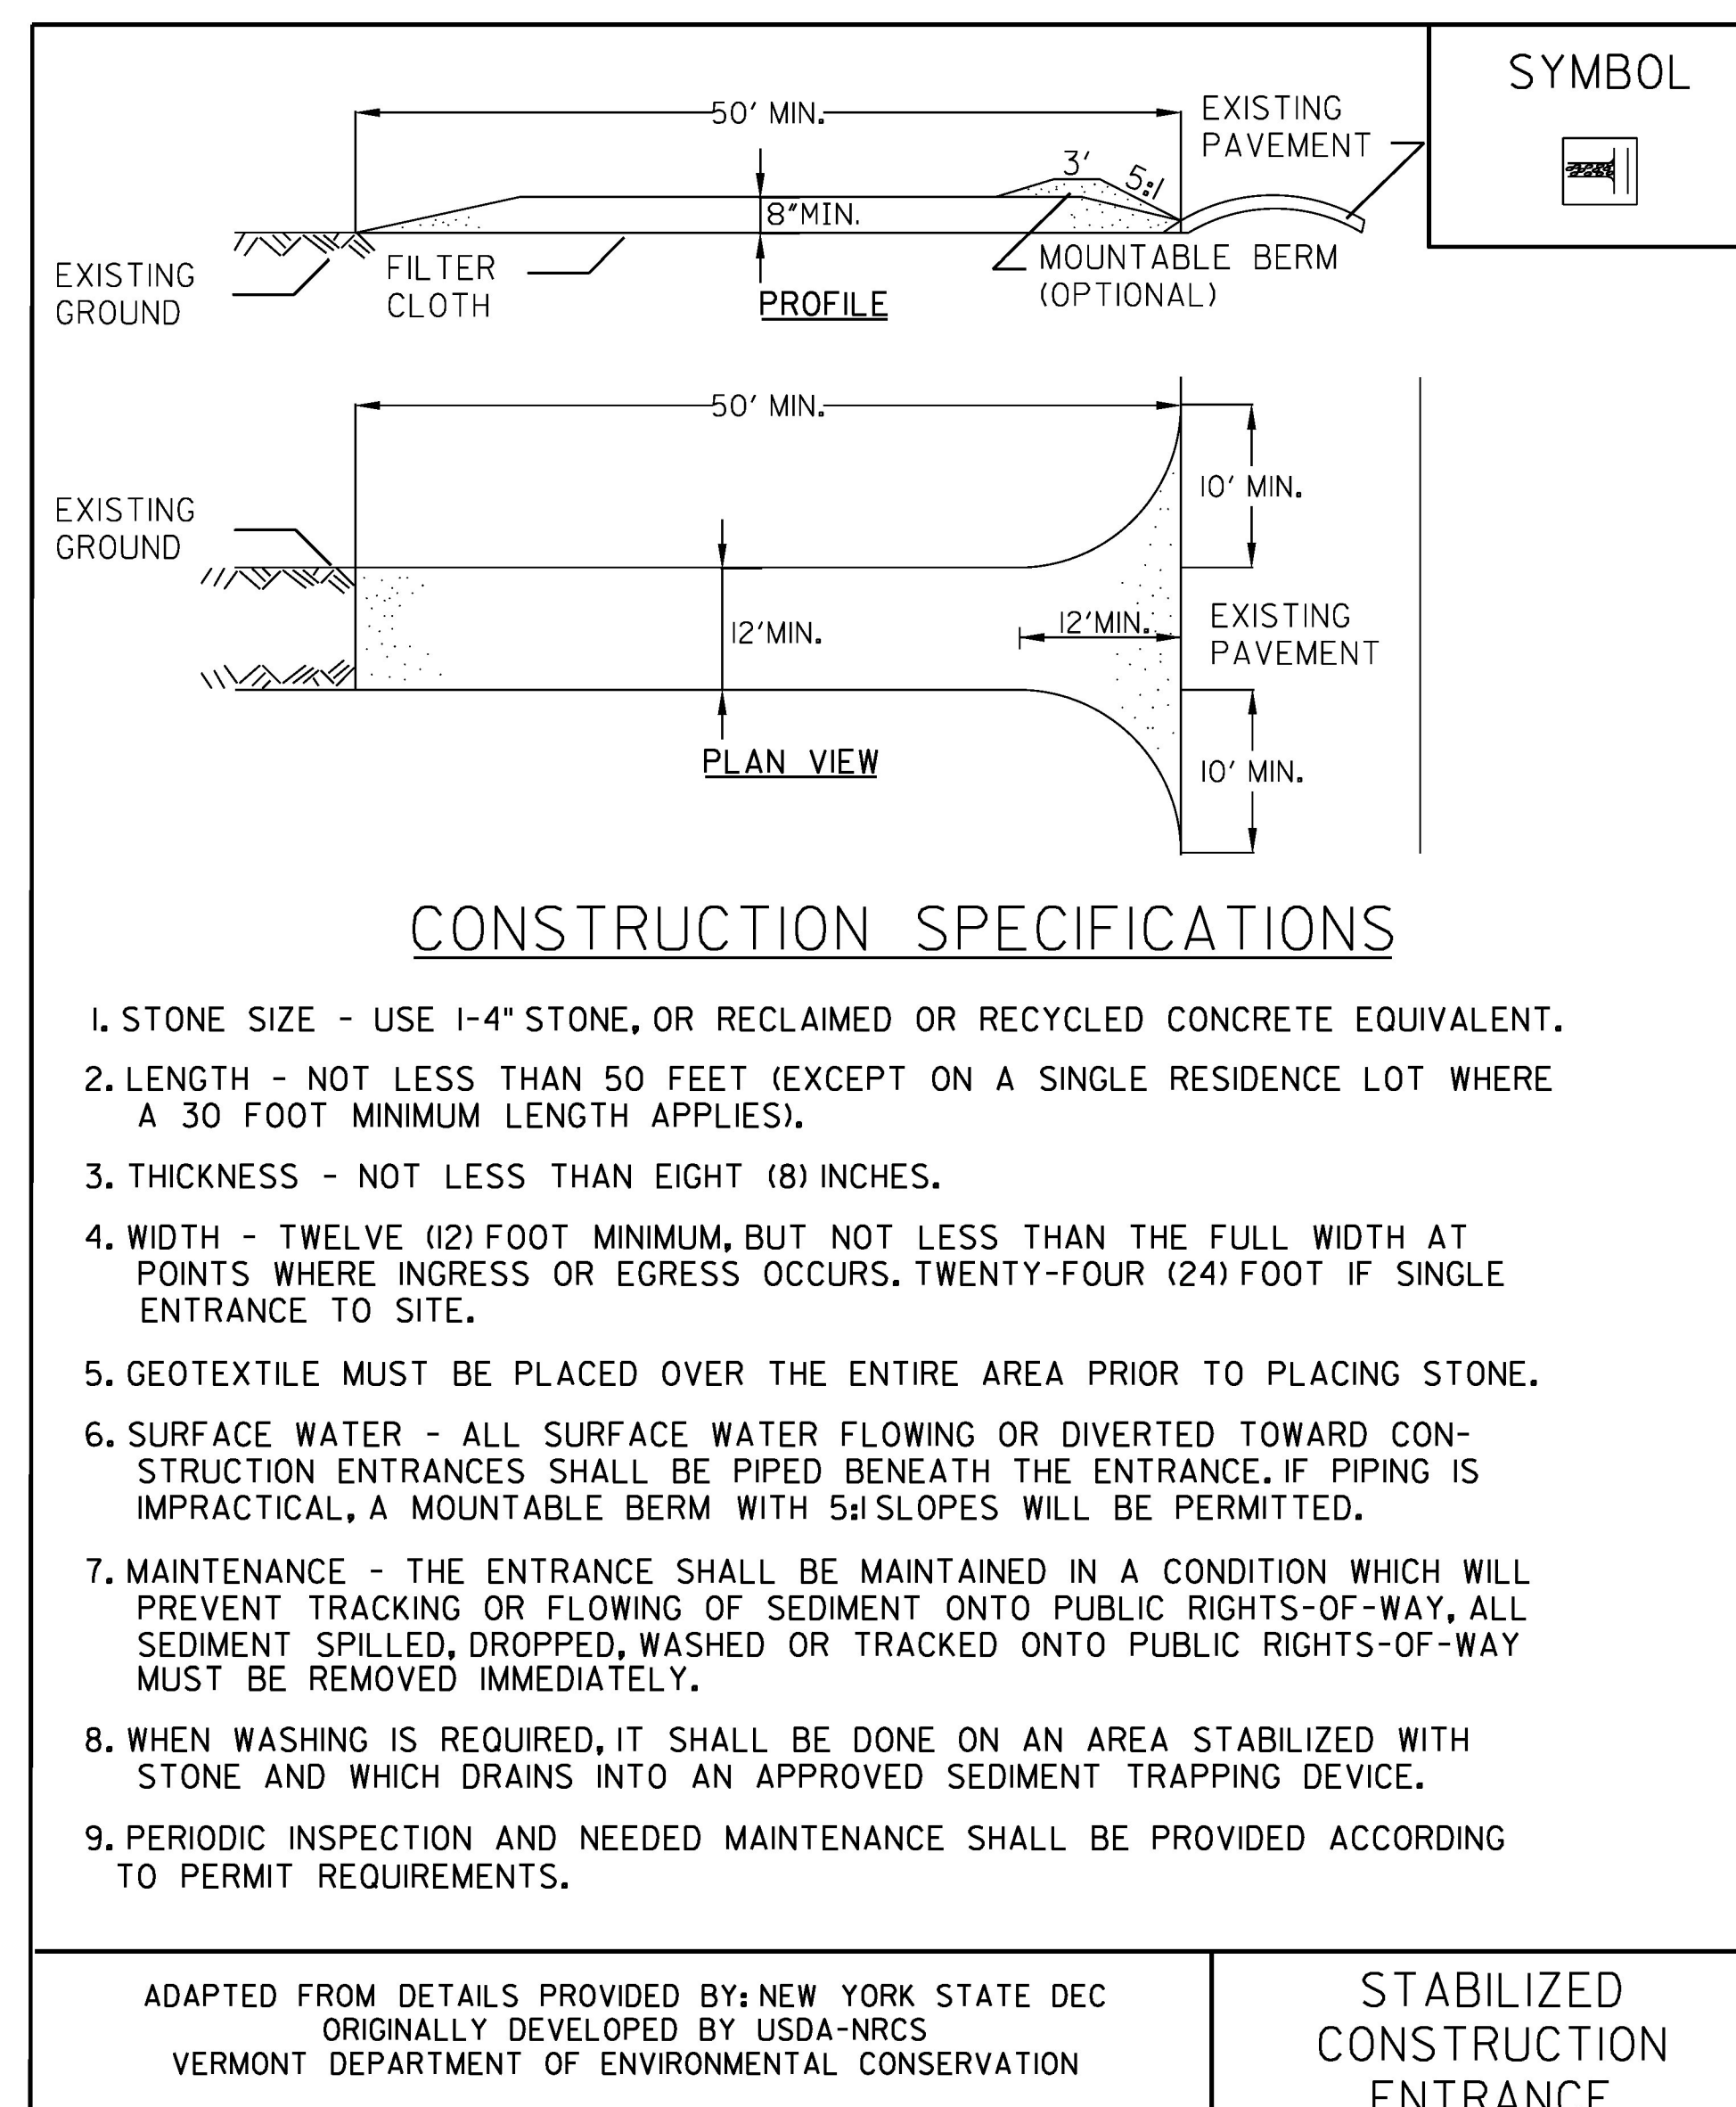 SYMBOL
50' MIN.
EXISTING
PAVEMENT
3'
5:1
8"MIN.
EXISTING
GROUND
FILTER
CLOTH
PROFILE
MOUNTABLE BERM
(OPTIONAL)
50' MIN.
10' MIN.
EXISTING
GROUND
12'MIN.
12'MIN.
EXISTING
PAVEMENT
PLAN VIEW
10' MIN.
CONSTRUCTION SPECIFICATIONS
1. STONE SIZE - USE 1-4" STONE, OR RECLAIMED OR RECYCLED CONCRETE EQUIVALENT.
2. LENGTH - NOT LESS THAN 50 FEET (EXCEPT ON A SINGLE RESIDENCE LOT WHERE
A 30 FOOT MINIMUM LENGTH APPLIES).
3. THICKNESS - NOT LESS THAN EIGHT (8) INCHES.
4. WIDTH - TWELVE (12) FOOT MINIMUM, BUT NOT LESS THAN THE FULL WIDTH AT
POINTS WHERE INGRESS OR EGRESS OCCURS. TWENTY-FOUR (24) FOOT IF SINGLE
ENTRANCE TO SITE.
5. GEOTEXTILE MUST BE PLACED OVER THE ENTIRE AREA PRIOR TO PLACING STONE.
6. SURFACE WATER - ALL SURFACE WATER FLOWING OR DIVERTED TOWARD CON-
STRUCTION ENTRANCES SHALL BE PIPED BENEATH THE ENTRANCE. IF PIPING IS
IMPRACTICAL, A MOUNTABLE BERM WITH 5:1 SLOPES WILL BE PERMITTED.
7. MAINTENANCE - THE ENTRANCE SHALL BE MAINTAINED IN A CONDITION WHICH WILL
PREVENT TRACKING OR FLOWING OF SEDIMENT ONTO PUBLIC RIGHTS-OF-WAY, ALL
SEDIMENT SPILLED, DROPPED, WASHED OR TRACKED ONTO PUBLIC RIGHTS-OF-WAY
MUST BE REMOVED IMMEDIATELY.
8. WHEN WASHING IS REQUIRED, IT SHALL BE DONE ON AN AREA STABILIZED WITH
STONE AND WHICH DRAINS INTO AN APPROVED SEDIMENT TRAPPING DEVICE.
9. PERIODIC INSPECTION AND NEEDED MAINTENANCE SHALL BE PROVIDED ACCORDING
TO PERMIT REQUIREMENTS.
ADAPTED FROM DETAILS PROVIDED BY: NEW YORK STATE DEC
ORIGINALLY DEVELOPED BY USDA-NRCS
VERMONT DEPARTMENT OF ENVIRONMENTAL CONSERVATION
STABILIZED
CONSTRUCTION
ENTRANCE